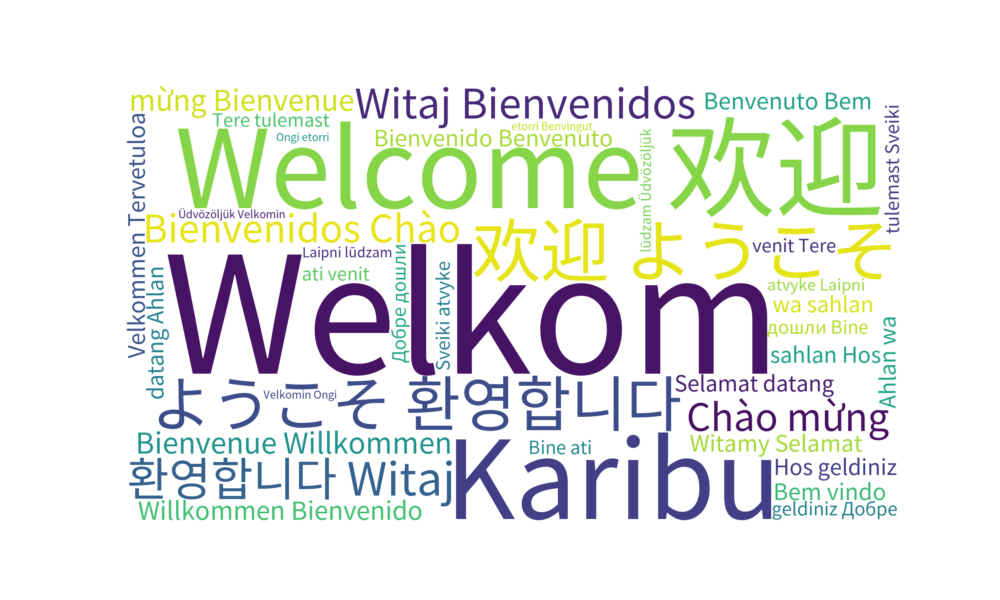 mừng Bienvenue
Witaj Bienvenidos
Benvenuto Bem
Tere tulemast
etorri Benvingut
Ongi etorri
Bienvenido Benvenuto
Welcome 欢迎
lūdzam Üdvözöljük
tulemast Sveiki
Velkommen Tervetuloa
Üdvözöljük Velkomin
Bienvenidos Chào
欢迎 ようこそ
venit Tere
Laipni lūdzam
ati venit
Добре дошли
Sveiki atvyke
Welkom
atvyke Laipni
wa sahlan
дошли Bine
datang Ahlan
sahlan Hos
Ahlan wa
ようこそ 환영합니다
Velkomin Ongi
Selamat datang
Chào mừng
Bienvenue Willkommen
Bine ati
Witamy Selamat
Karibu
환영합니다 Witaj
Hos geldiniz
Bem vindo
Willkommen Bienvenido
geldiniz Добре